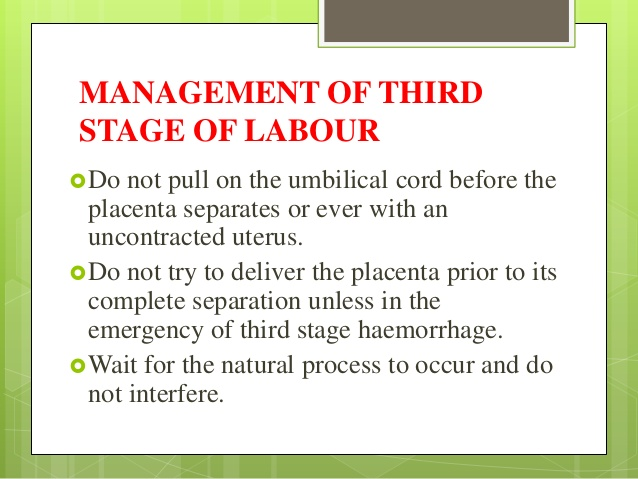 MANAGEMENT OF THIRD
STAGE OF LABOUR
Do not pull on the umbilical cord before the
placenta separates or ever with an
uncontracted uterus.
Do not try to deliver the placenta prior to its
complete separation unless in the
emergency of third stage haemorrhage.
Wait for the natural process to occur and do
not interfere.